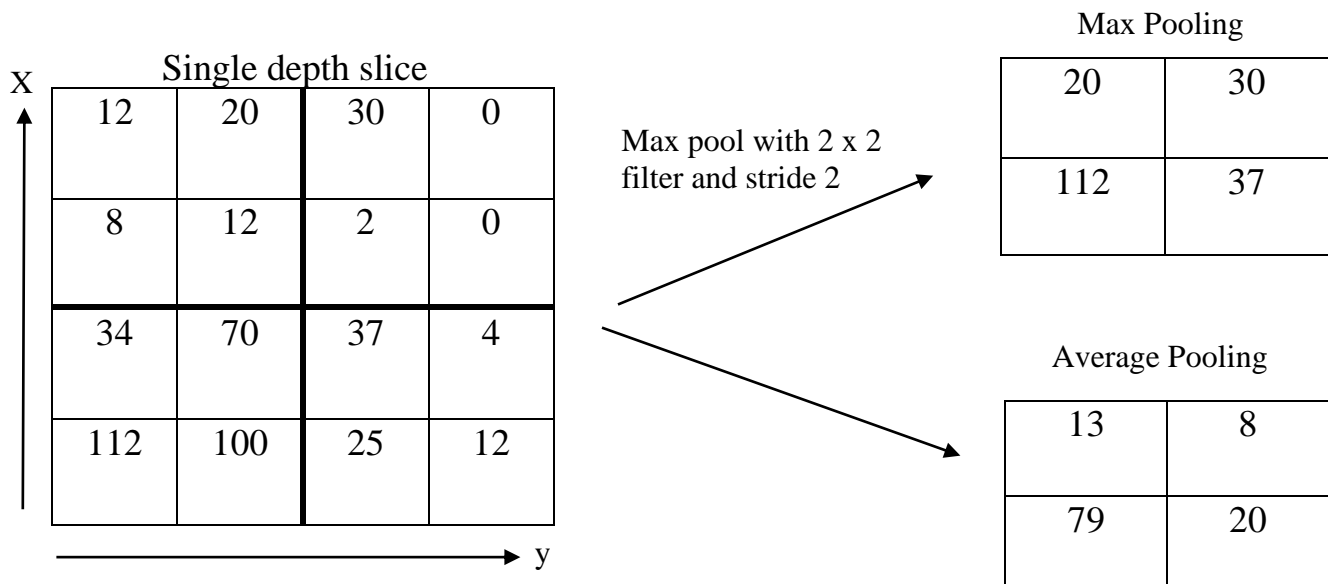 Single depth slice
X
12 20 30 0
8 12 2 0
34 70 37 4
112 100 25 12
y
Max pool with 2 x 2
filter and stride 2
Max Pooling
20 30
112 37
Average Pooling
13 8
79 20